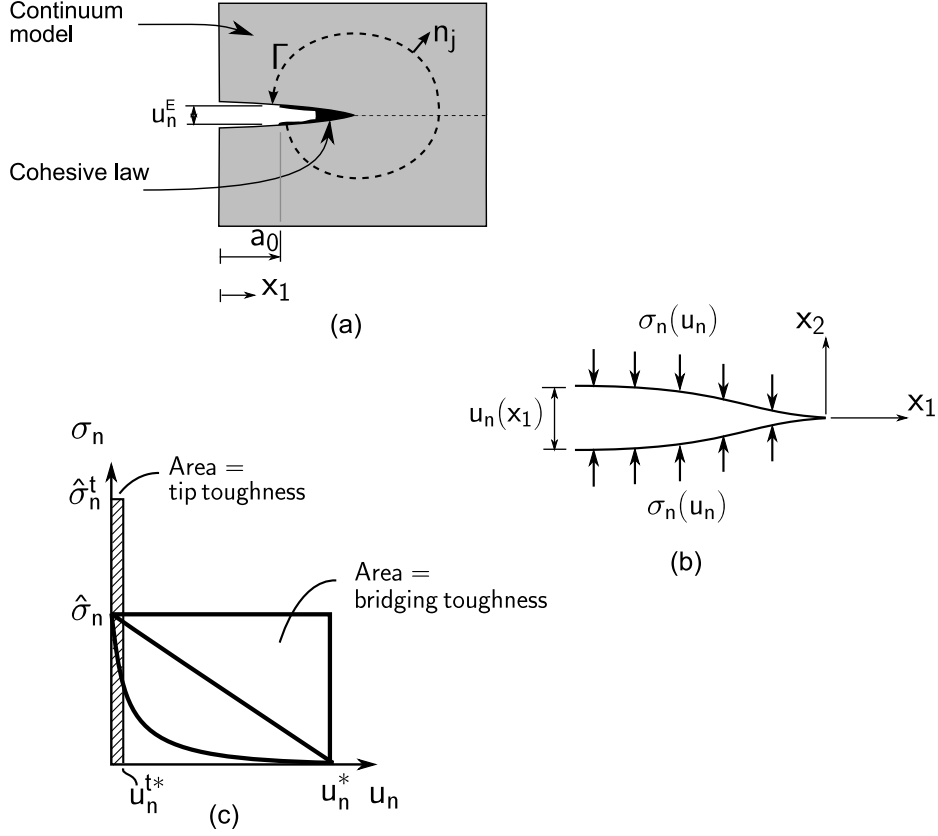 Continuum
model
Γ
n_j
u_n^E
Cohesive law
a_0
x_1
(a)
σ_n(u_n)
x_2
x_1
u_n(x_1)
σ_n(u_n)
(b)
σ_n
σ̂_n^t
Area =
tip toughness
Area =
bridging toughness
σ̂_n
u_n^{t*}
u_n^*
u_n
(c)